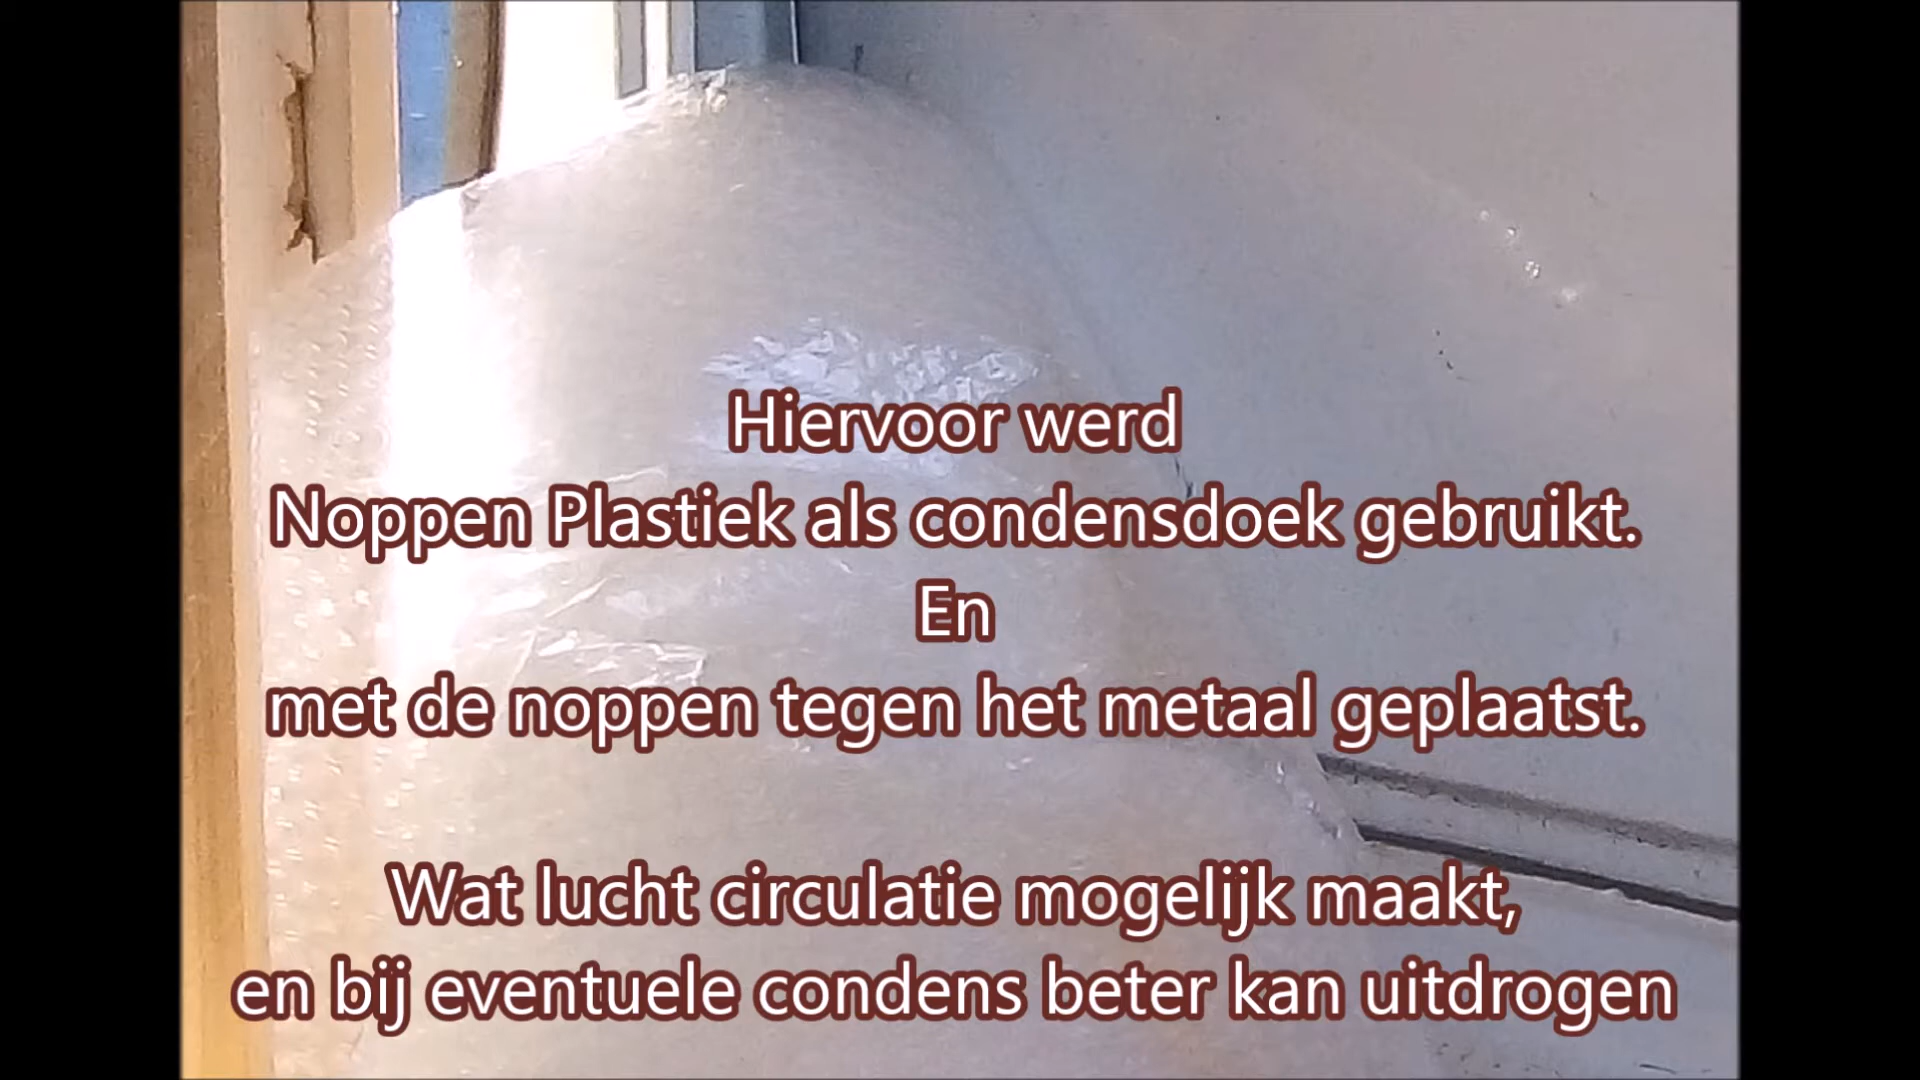 Hiervoor werd
Noppen Plastiek als condensdoek gebruikt.
En
met de noppen tegen het metaal geplaatst.
Wat lucht circulatie mogelijk maakt,
en bij eventuele condens beter kan uitdrogen